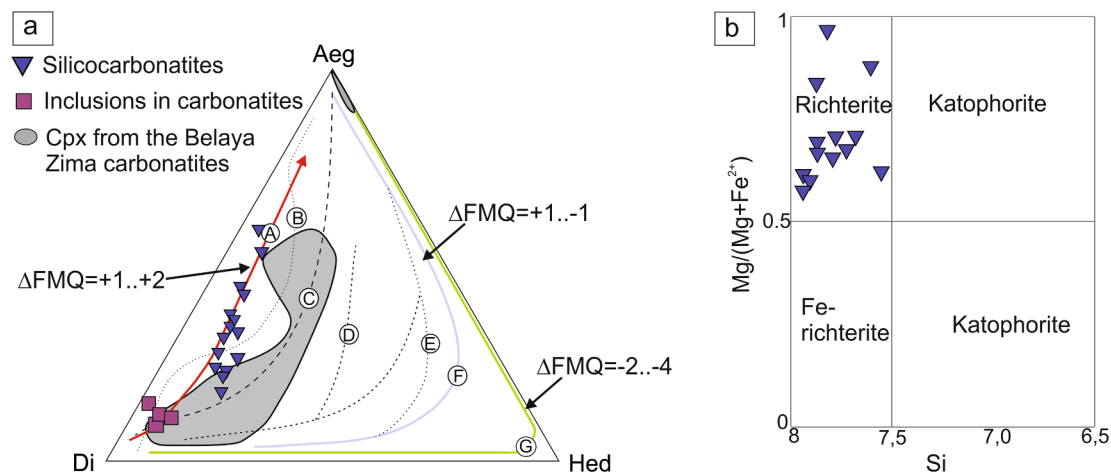 a
Aeg
Silicocarbonatites
Inclusions in carbonatites
Cpx from the Belaya
Zima carbonatites
A
B
C
D
E
F
G
ΔFMQ=+1..-1
ΔFMQ=+1..+2
ΔFMQ=-2..-4
Di
Hed
b
1
Mg/(Mg+Fe²⁺)
0.5
0
Richterite
Katophorite
Fe-
richterite
Katophorite
8
7,5
7,0
6,5
Si